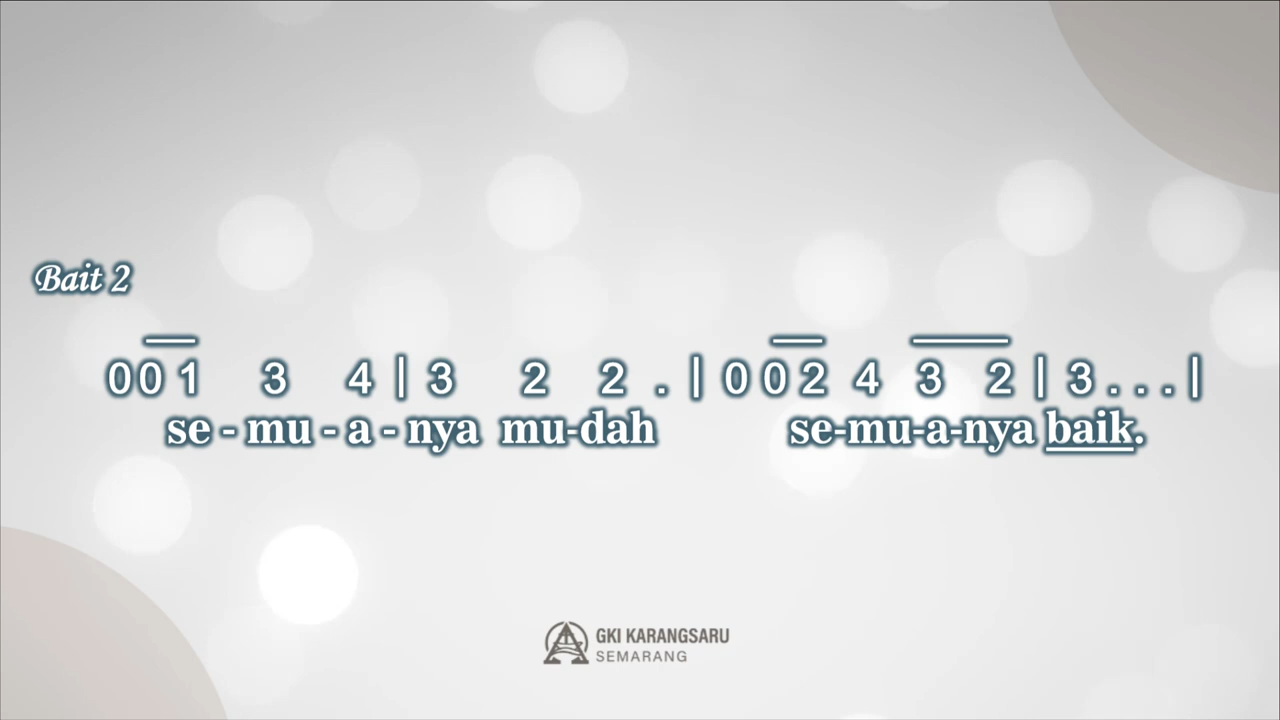 Bait 2
0 0 1 3 4 | 3 2 2 . | 0 0 2 4 3 2 | 3 . . . |
se - mu - a - nya mu-dah se-mu-a-nya baik.
GKI KARANGSARU
SEMARANG